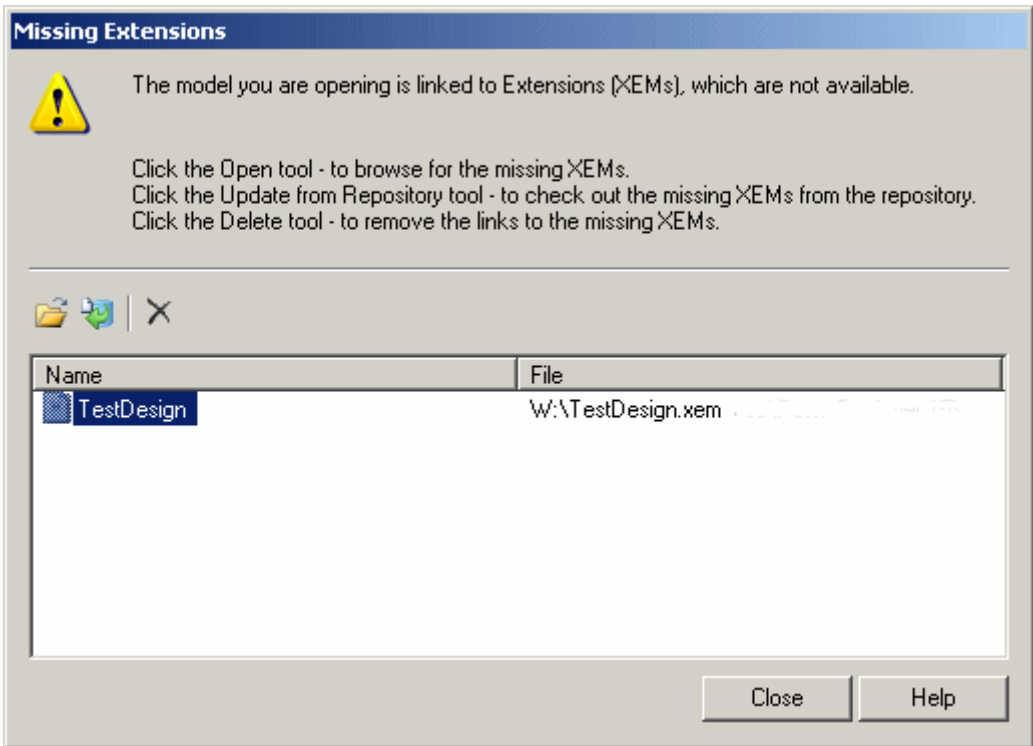 Missing Extensions
The model you are opening is linked to Extensions (XEMs), which are not available.
Click the Open tool - to browse for the missing XEMs.
Click the Update from Repository tool - to check out the missing XEMs from the repository.
Click the Delete tool - to remove the links to the missing XEMs.
Name File
TestDesign W:\TestDesign.xem
Close Help